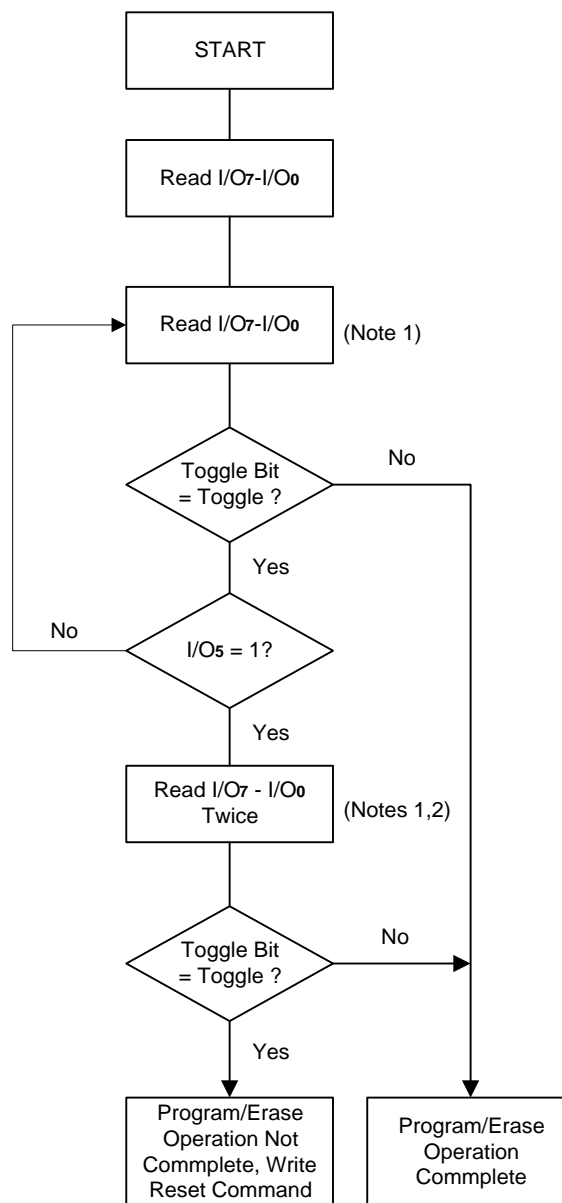 START
Read I/O7-I/O0
Read I/O7-I/O0
(Note 1)
Toggle Bit
= Toggle ?
No
Yes
No
I/O5 = 1?
Yes
Read I/O7 - I/O0
Twice
(Notes 1,2)
Toggle Bit
= Toggle ?
No
Yes
Program/Erase
Operation Not
Commplete, Write
Reset Command
Program/Erase
Operation
Commplete